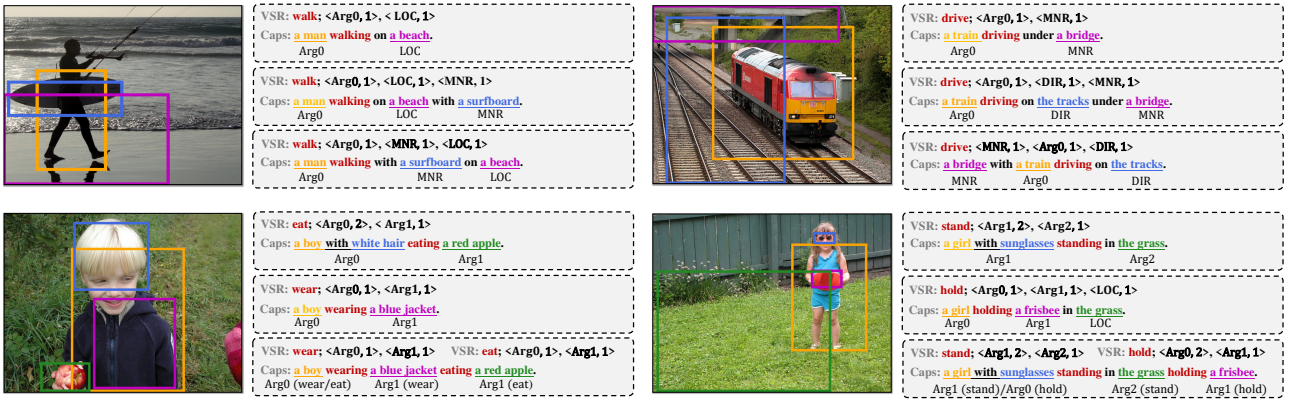 VSR: walk; <Arg0, 1>, < LOC, 1>
Caps: a man walking on a beach.
Arg0 LOC
VSR: walk; <Arg0, 1>, <LOC, 1>, <MNR, 1>
Caps: a man walking on a beach with a surfboard.
Arg0 LOC MNR
VSR: walk; <Arg0, 1>, <MNR, 1>, <LOC, 1>
Caps: a man walking with a surfboard on a beach.
Arg0 MNR LOC
VSR: drive; <Arg0, 1>, <MNR, 1>
Caps: a train driving under a bridge.
Arg0 MNR
VSR: drive; <Arg0, 1>, <DIR, 1>, <MNR, 1>
Caps: a train driving on the tracks under a bridge.
Arg0 DIR MNR
VSR: drive; <MNR, 1>, <Arg0, 1>, <DIR, 1>
Caps: a bridge with a train driving on the tracks.
MNR Arg0 DIR
VSR: eat; <Arg0, 2>, < Arg1, 1>
Caps: a boy with white hair eating a red apple.
Arg0 Arg1
VSR: wear; <Arg0, 1>, <Arg1, 1>
Caps: a boy wearing a blue jacket.
Arg0 Arg1
VSR: wear; <Arg0, 1>, <Arg1, 1> VSR: eat; <Arg0, 1>, <Arg1, 1>
Caps: a boy wearing a blue jacket eating a red apple.
Arg0 (wear/eat) Arg1 (wear) Arg1 (eat)
VSR: stand; <Arg1, 2>, <Arg2, 1>
Caps: a girl with sunglasses standing in the grass.
Arg1 Arg2
VSR: hold; <Arg0, 1>, <Arg1, 1>, <LOC, 1>
Caps: a girl holding a frisbee in the grass.
Arg0 Arg1 LOC
VSR: stand; <Arg1, 2>, <Arg2, 1> VSR: hold; <Arg0, 2>, <Arg1, 1>
Caps: a girl with sunglasses standing in the grass holding a frisbee.
Arg1 (stand)/Arg0 (hold) Arg2 (stand) Arg1 (hold)